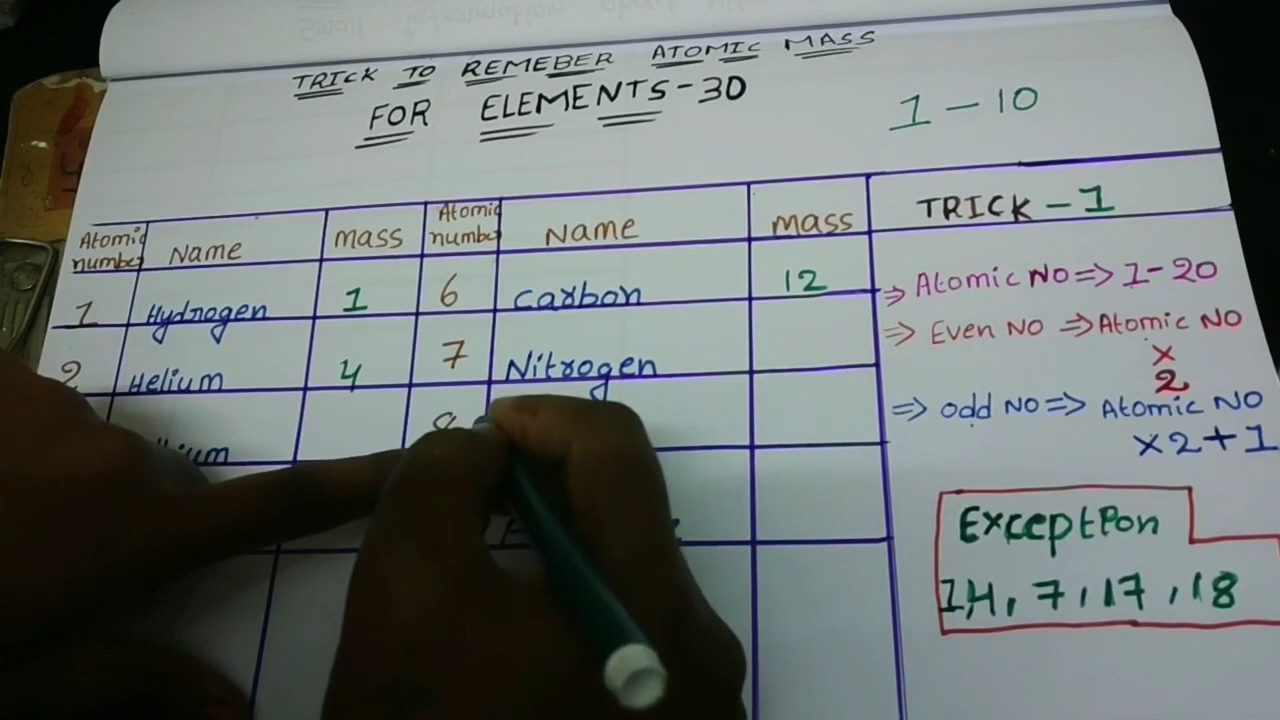 TRICK TO REMEBER ATOMIC MASS
FOR ELEMENTS-30
1-10
Atomic number Name mass Atomic number Name mass
1 Hydrogen 1 6 carbon 12
2 Helium 4 7 Nitrogen
8
TRICK-1
⇒ Atomic NO ⇒ 1-20
⇒ Even NO ⇒ Atomic NO
×
2
⇒ odd NO ⇒ Atomic NO
×2+1
Exception
14, 7, 17, 18